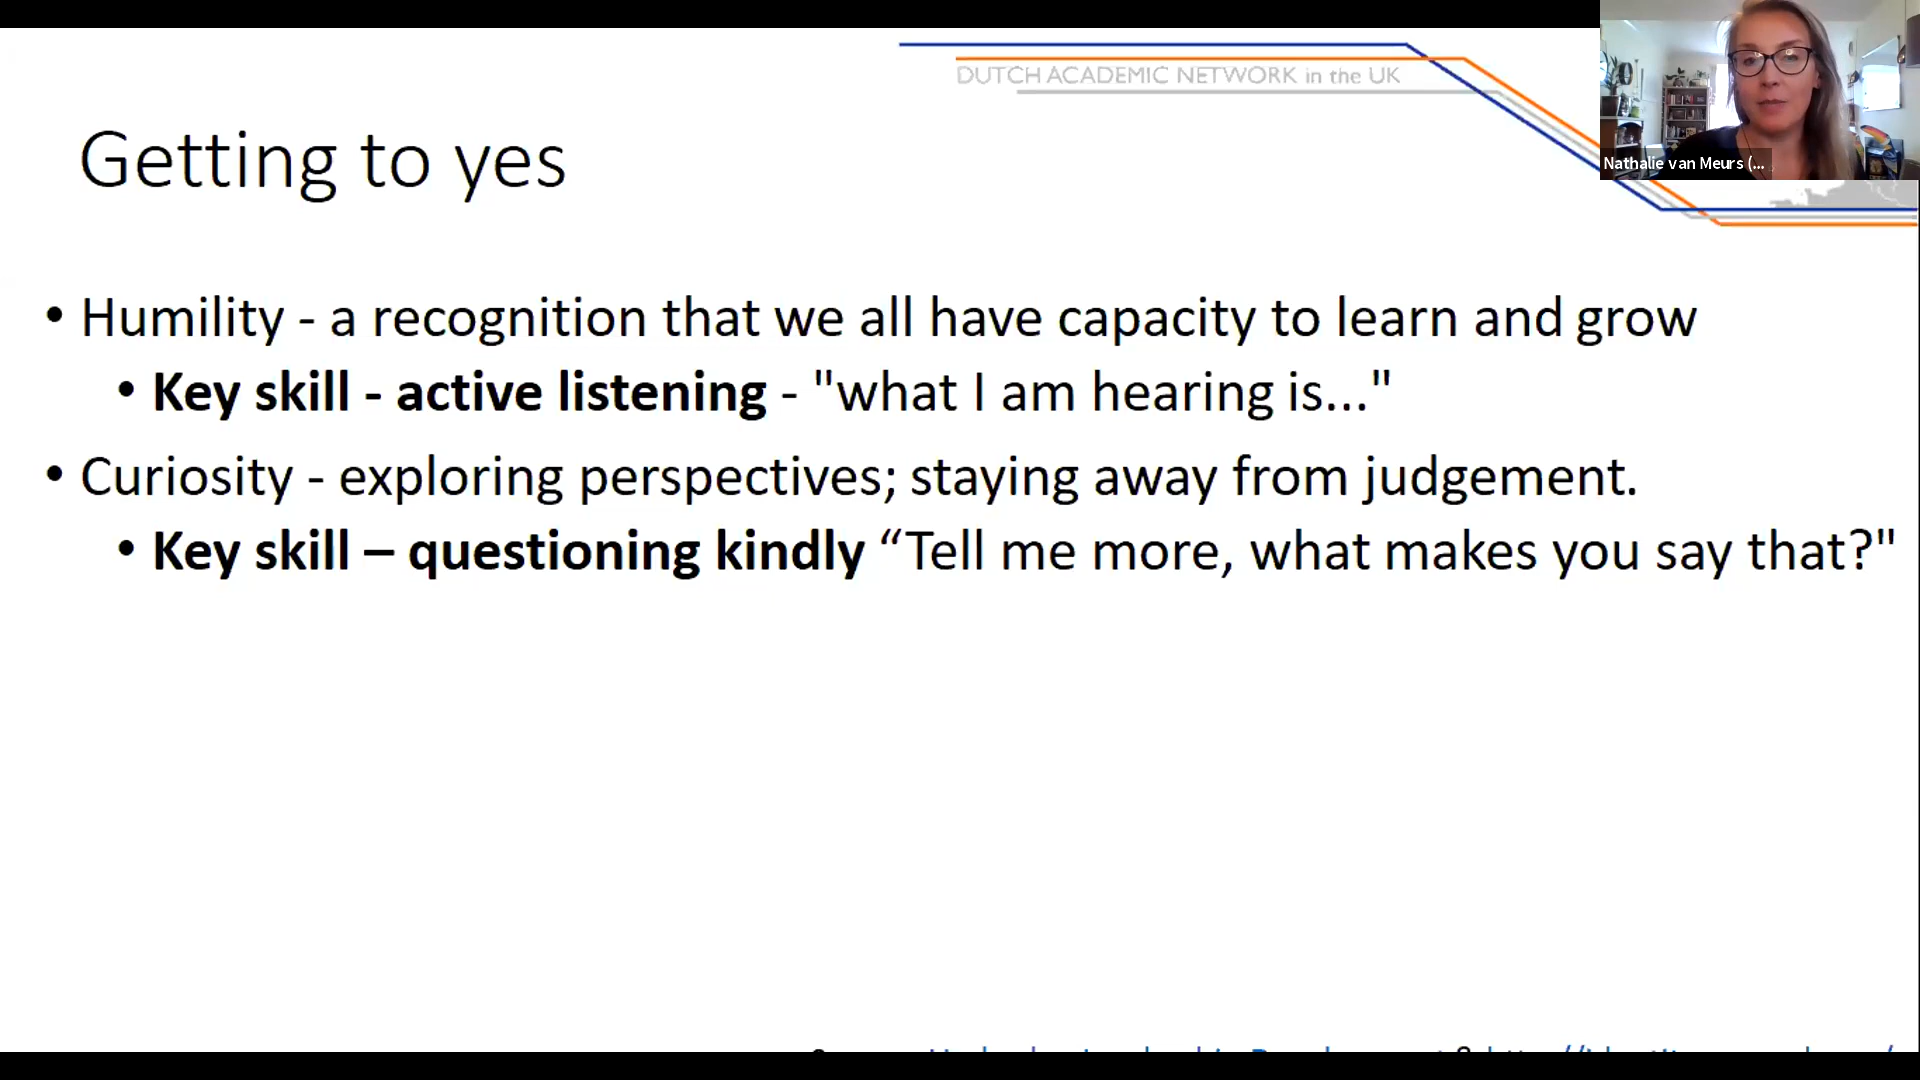 DUTCH ACADEMIC NETWORK in the UK
Nathalie van Meurs (...
Getting to yes
• Humility - a recognition that we all have capacity to learn and grow
• Key skill - active listening - "what I am hearing is..."
• Curiosity - exploring perspectives; staying away from judgement.
• Key skill – questioning kindly “Tell me more, what makes you say that?"